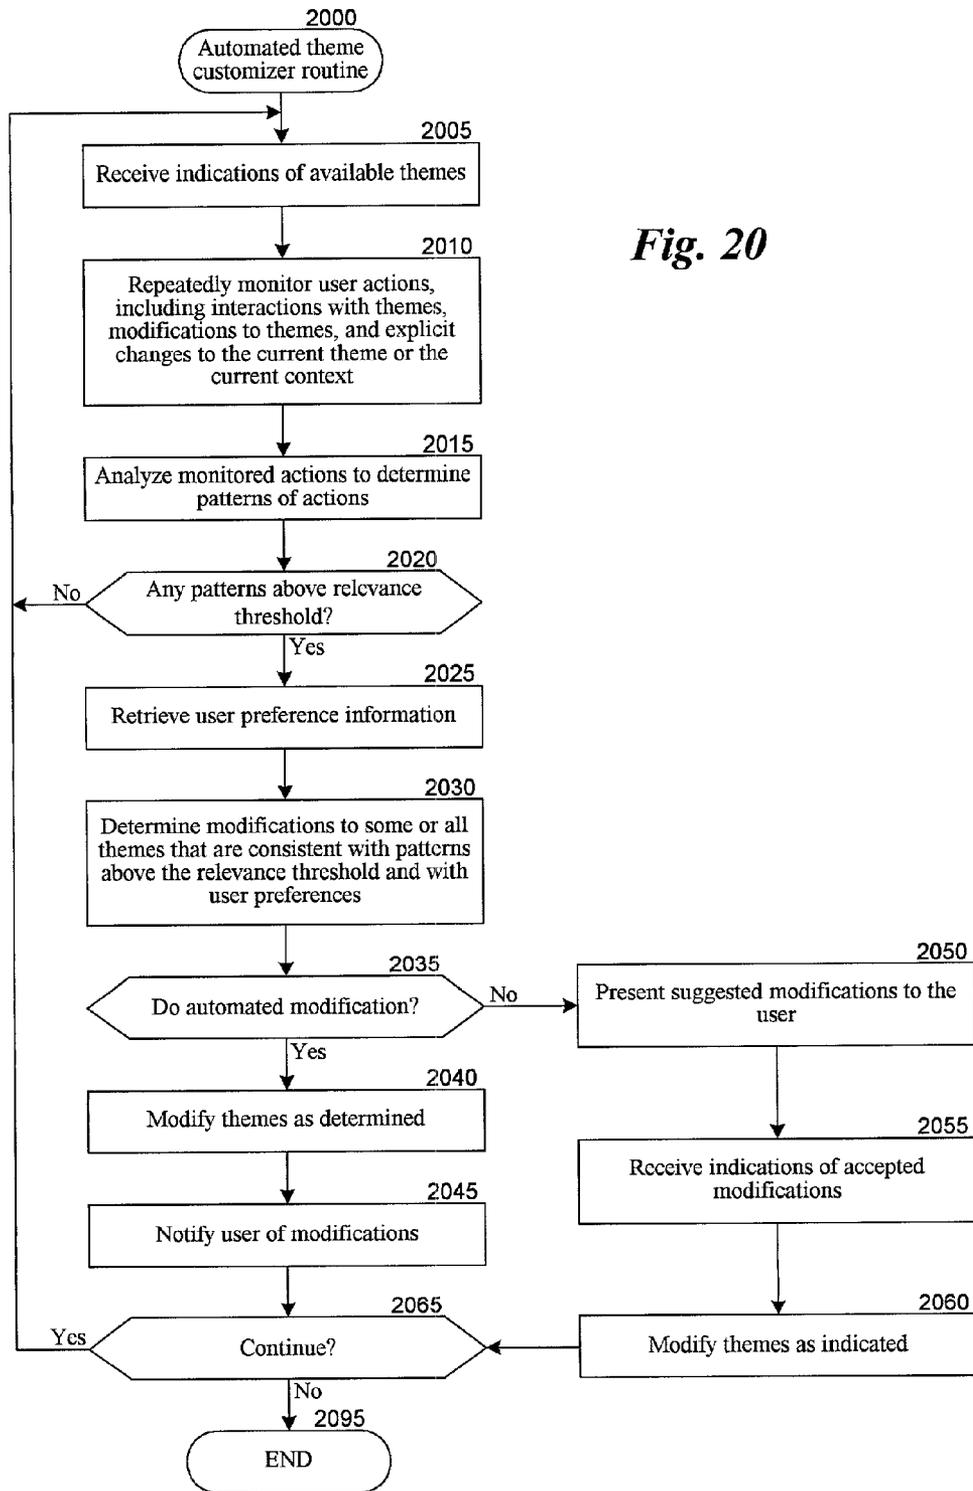 2000
Automated theme
customizer routine
2005
Receive indications of available themes
Fig. 20
2010
Repeatedly monitor user actions,
including interactions with themes,
modifications to themes, and explicit
changes to the current theme or the
current context
2015
Analyze monitored actions to determine
patterns of actions
2020
No
Any patterns above relevance
threshold?
Yes
2025
Retrieve user preference information
2030
Determine modifications to some or all
themes that are consistent with patterns
above the relevance threshold and with
user preferences
2035
Do automated modification?
No
Yes
2050
Present suggested modifications to the
user
2040
Modify themes as determined
2055
Receive indications of accepted
modifications
2045
Notify user of modifications
2065
Yes
Continue?
2060
Modify themes as indicated
No
2095
END